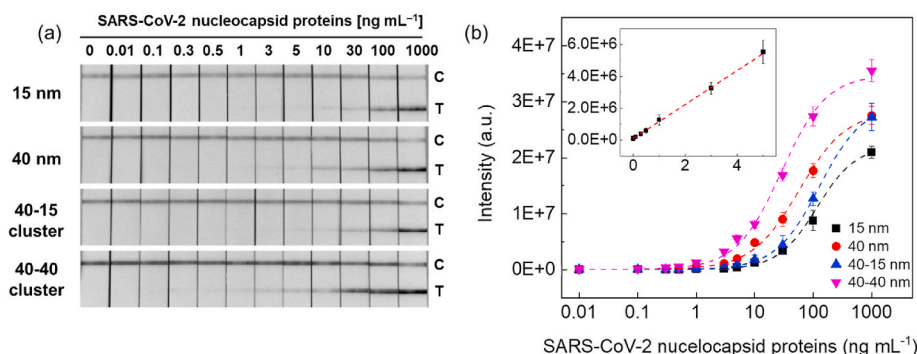 (a)
SARS-CoV-2 nucleocapsid proteins [ng mL⁻¹]
0 0.01 0.1 0.3 0.5 1 3 5 10 30 100 1000
15 nm
C
T
40 nm
C
T
40-15
cluster
C
T
40-40
cluster
C
T
(b)
4E+7
3E+7
2E+7
1E+7
0E+0
Intensity (a.u.)
6.0E+6
4.0E+6
2.0E+6
0.0E+0
0 2 4
15 nm
40 nm
40-15 nm
40-40 nm
0.01 0.1 1 10 100 1000
SARS-CoV-2 nucelocapsid proteins (ng mL⁻¹)